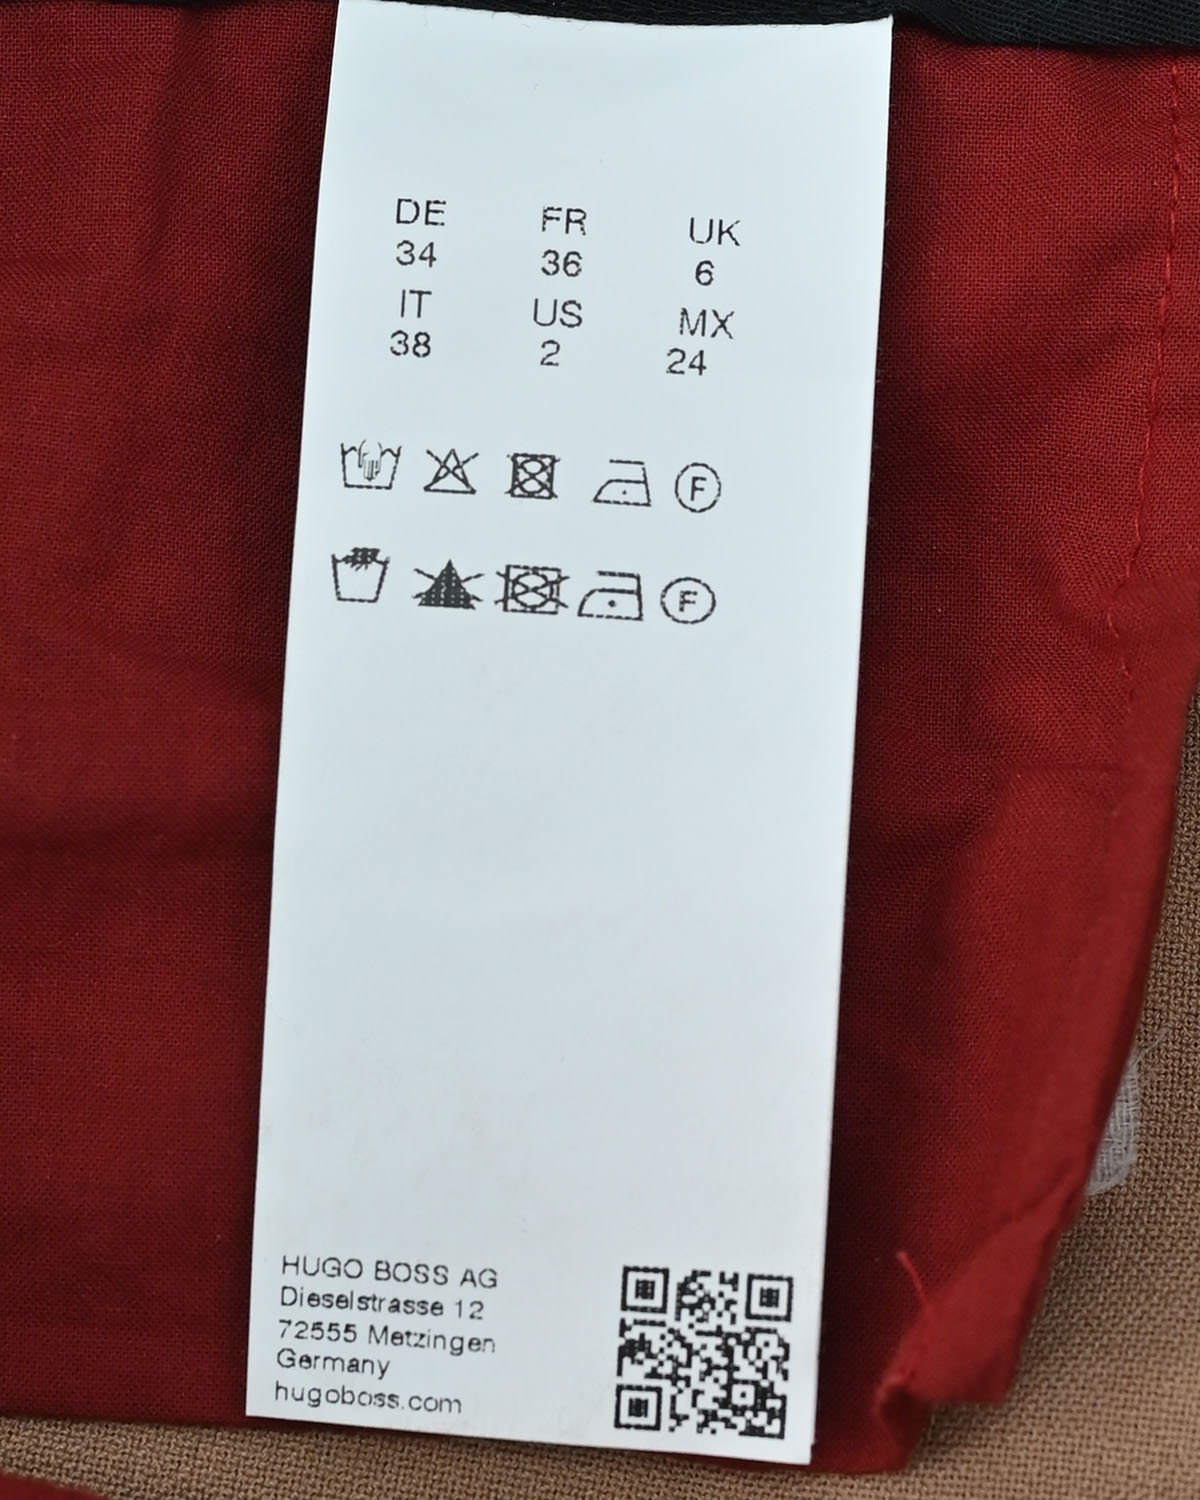 DE FR UK
34 36 6
IT US MX
38 2 24
F
F
HUGO BOSS AG
Dieselstrasse 12
72555 Metzingen
Germany
hugoboss.com